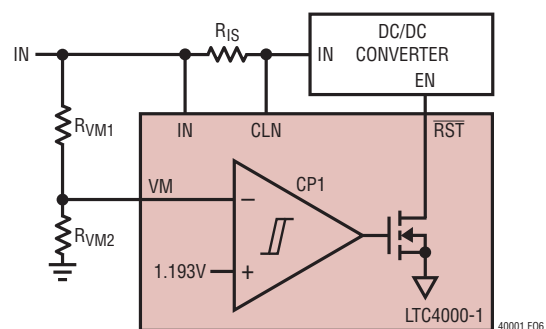 R_IS
DC/DC
CONVERTER
IN
IN
EN
R_VM1
IN
CLN
RST
VM
CP1
−
R_VM2
1.193V
+
LTC4000-1
40001 F06